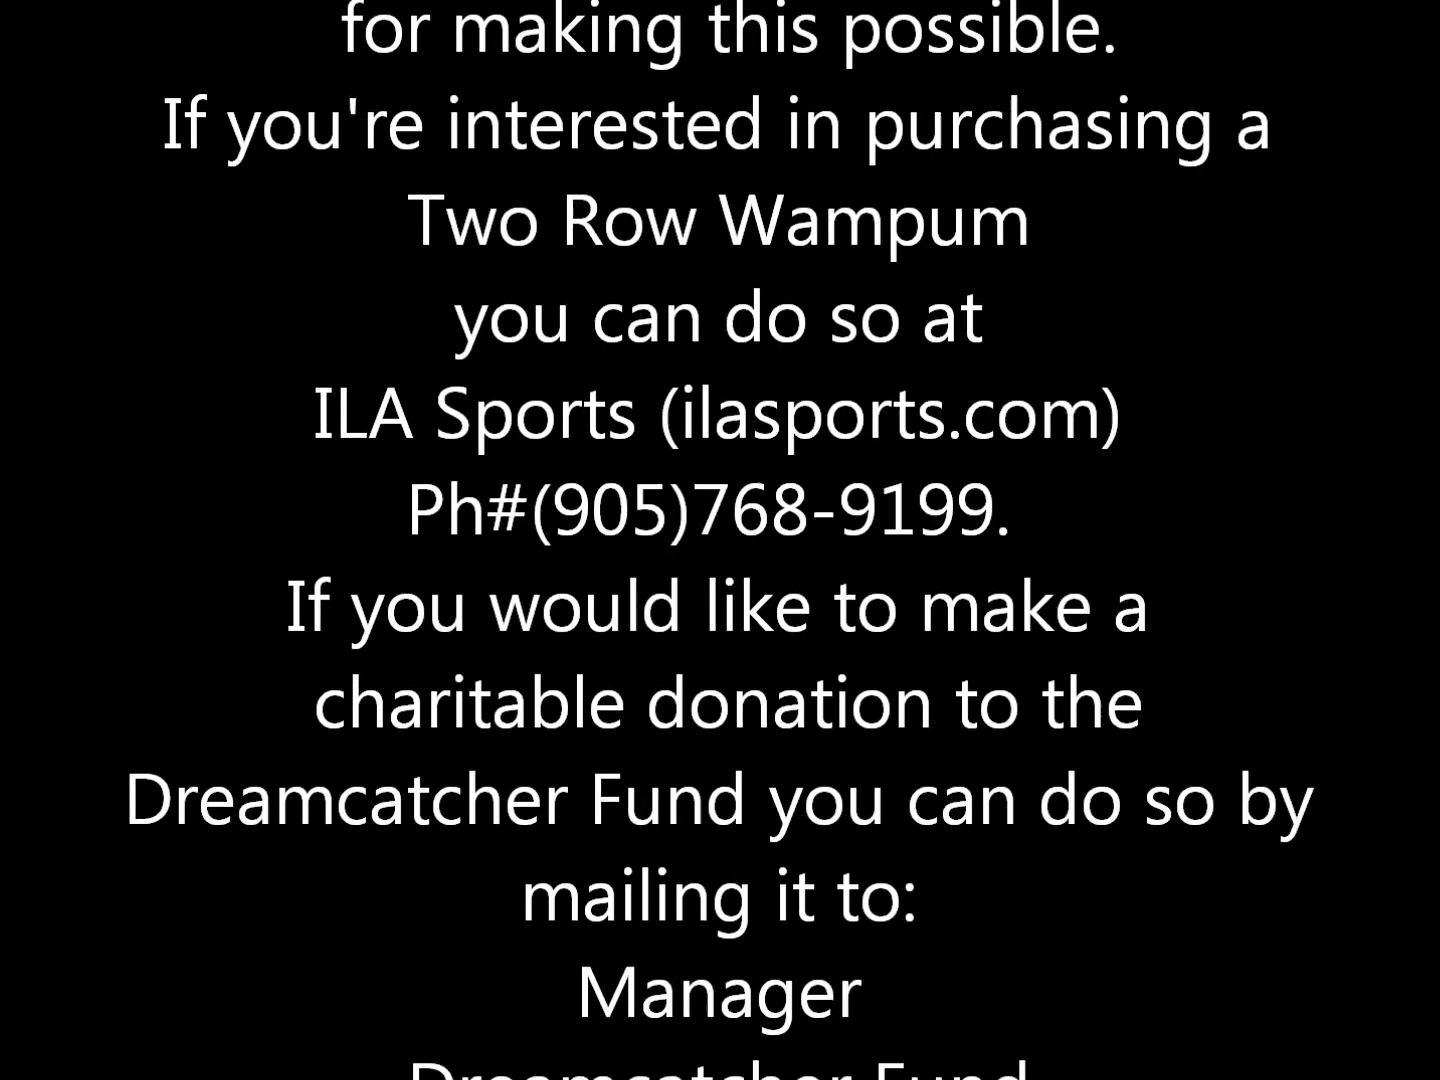 for making this possible.
If you're interested in purchasing a
Two Row Wampum
you can do so at
ILA Sports (ilasports.com)
Ph#(905)768-9199.
If you would like to make a
charitable donation to the
Dreamcatcher Fund you can do so by
mailing it to:
Manager
Dreamcatcher Fund